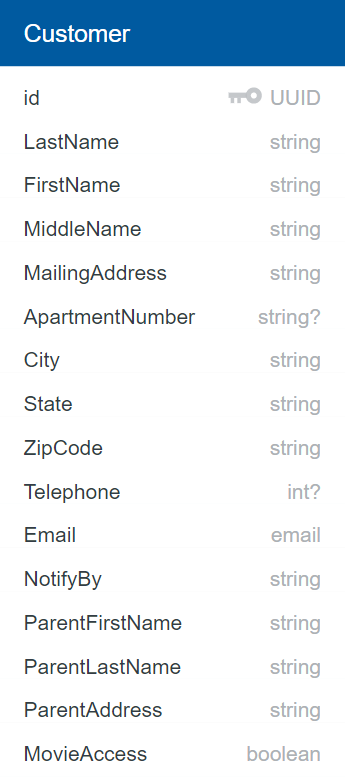 Customer
id UUID
LastName string
FirstName string
MiddleName string
MailingAddress string
ApartmentNumber string?
City string
State string
ZipCode string
Telephone int?
Email email
NotifyBy string
ParentFirstName string
ParentLastName string
ParentAddress string
MovieAccess boolean